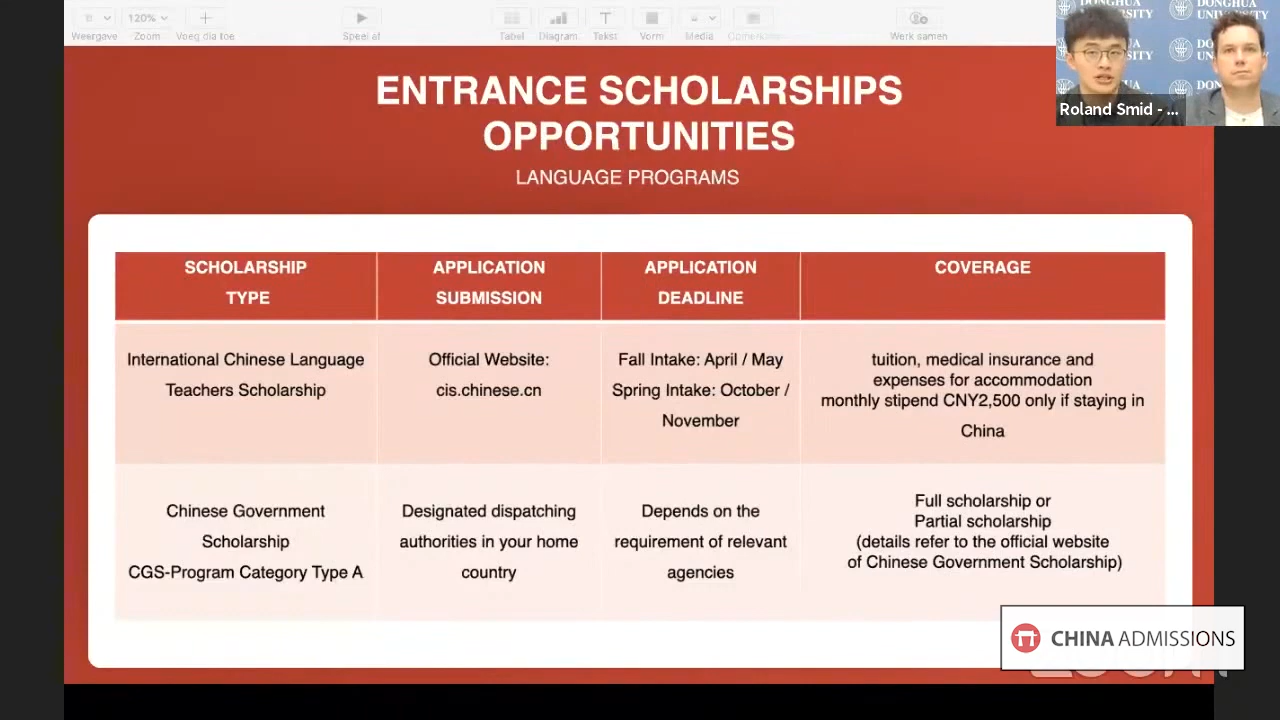 120%
Weergave
Zoom
Voeg dia toe
Speel af
Tabel
Diagram
Tekst
Vorm
Media
Opmerking
Werk samen
DONGHUA
UNIVERSITY
Roland Smid - ...
ENTRANCE SCHOLARSHIPS
OPPORTUNITIES
LANGUAGE PROGRAMS
SCHOLARSHIP
TYPE
APPLICATION
SUBMISSION
APPLICATION
DEADLINE
COVERAGE
International Chinese Language
Teachers Scholarship
Official Website:
cis.chinese.cn
Fall Intake: April / May
Spring Intake: October /
November
tuition, medical insurance and
expenses for accommodation
monthly stipend CNY2,500 only if staying in
China
Chinese Government
Scholarship
CGS-Program Category Type A
Designated dispatching
authorities in your home
country
Depends on the
requirement of relevant
agencies
Full scholarship or
Partial scholarship
(details refer to the official website
of Chinese Government Scholarship)
CHINA ADMISSIONS
zoom